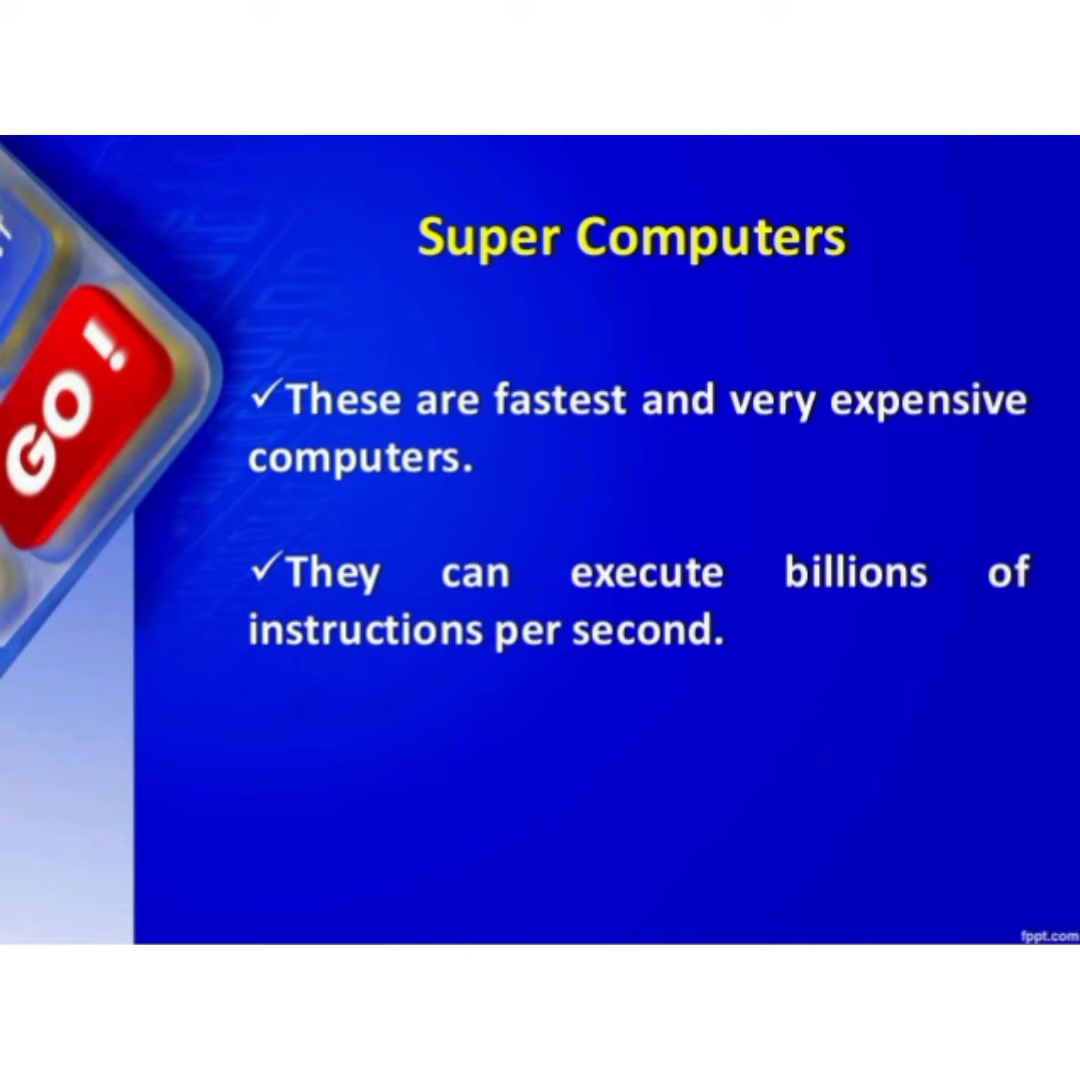 Super Computers
GO !
✓These are fastest and very expensive
computers.
✓They can execute billions of
instructions per second.
fppt.com